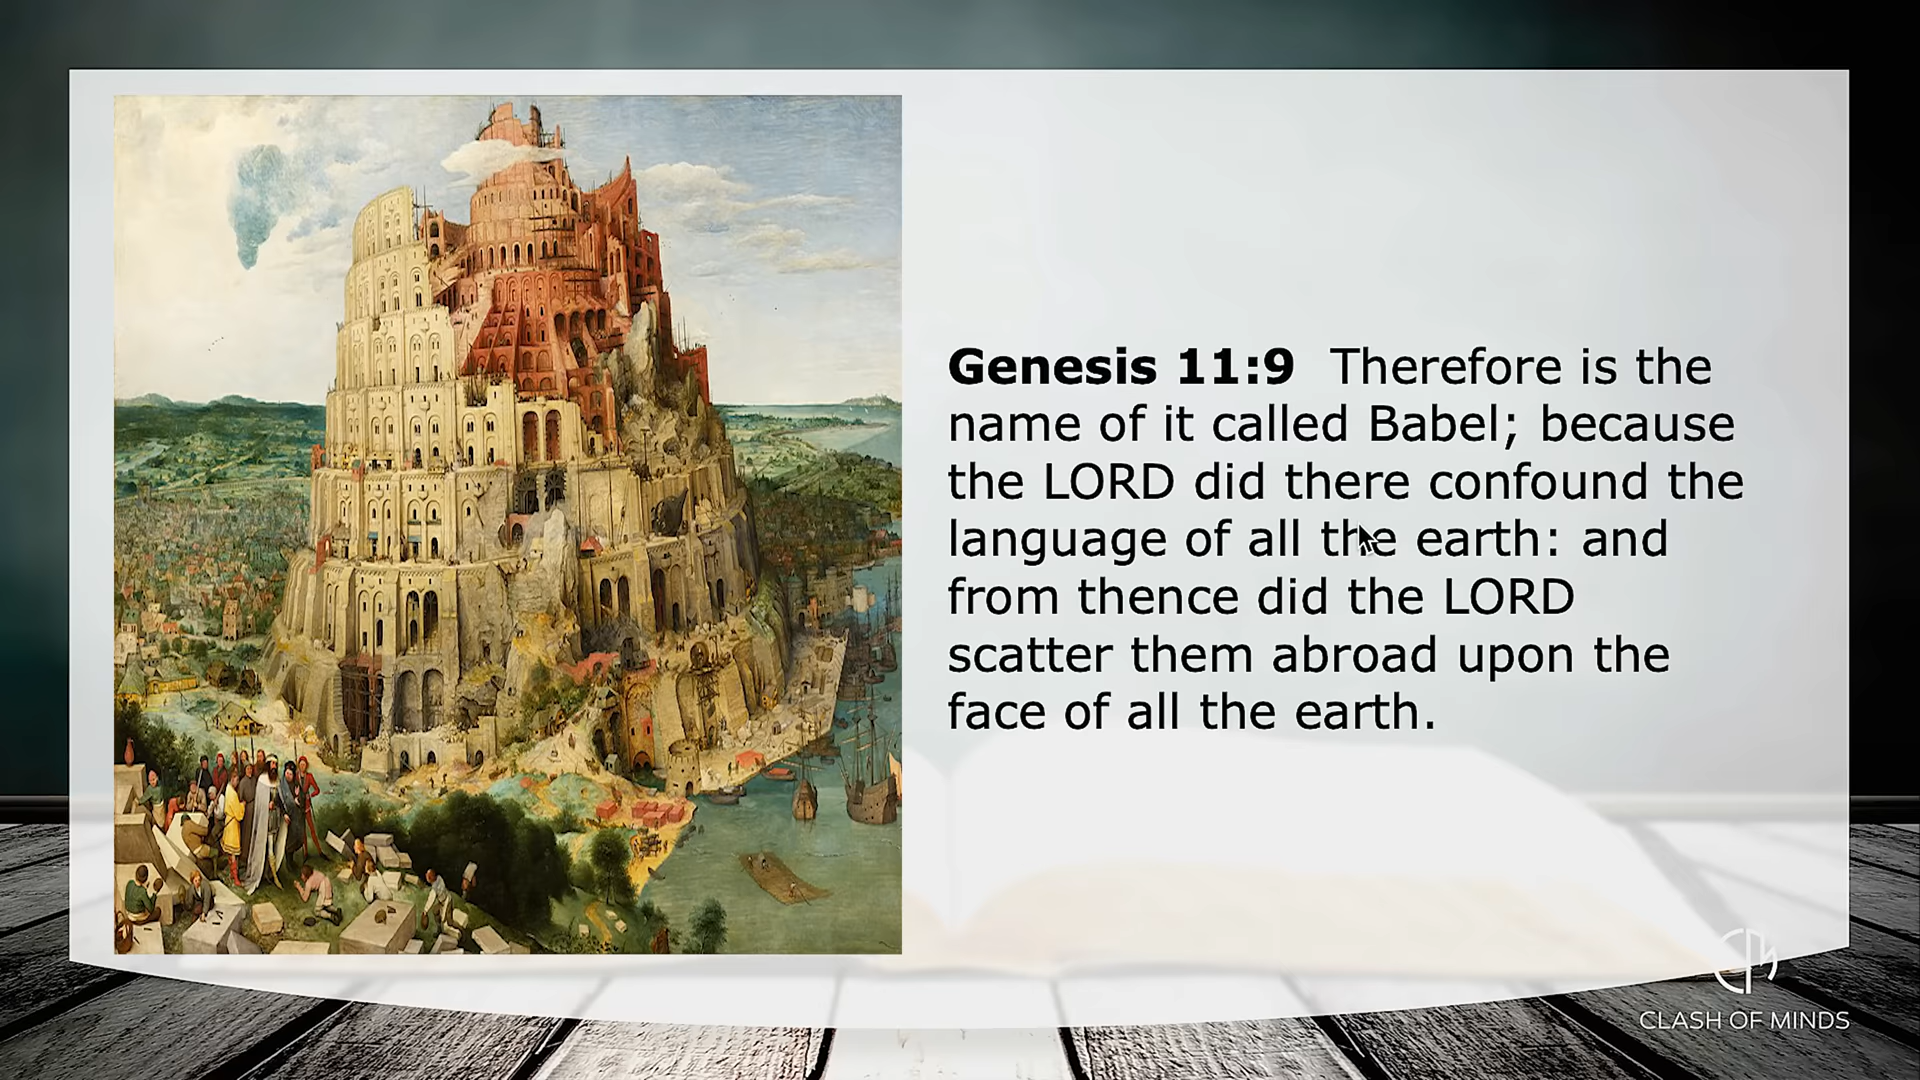 Genesis 11:9  Therefore is the
name of it called Babel; because
the LORD did there confound the
language of all the earth: and
from thence did the LORD
scatter them abroad upon the
face of all the earth.
CLASH OF MINDS